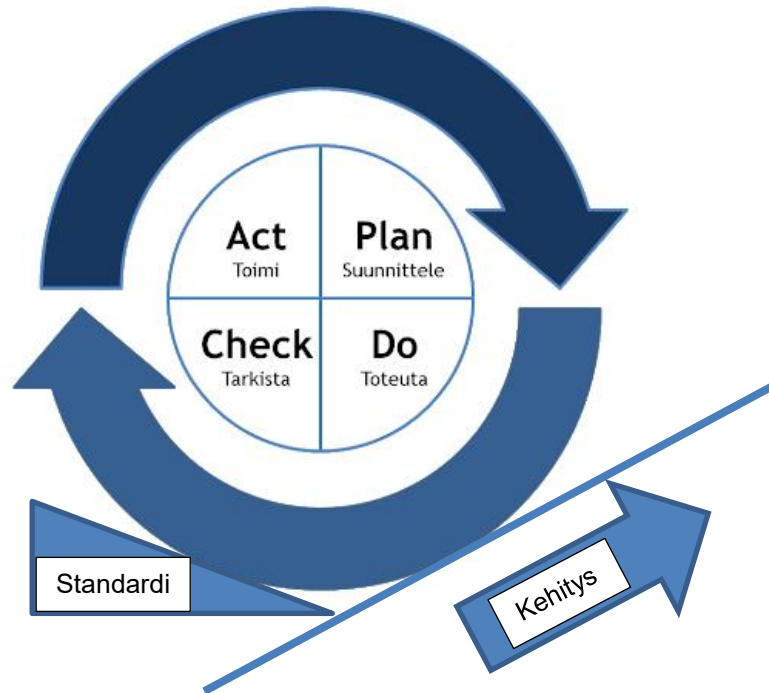 Act
Toimi
Plan
Suunnittele
Check
Tarkista
Do
Toteuta
Standardi
Kehitys